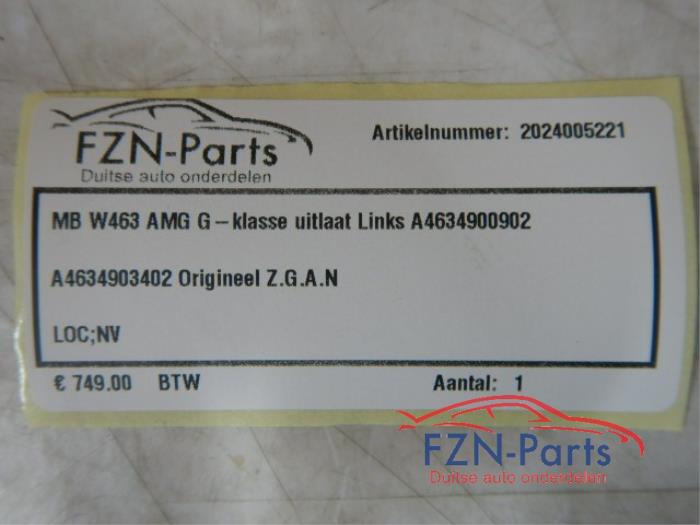 FZN-Parts
Duitse auto onderdelen
Artikelnummer: 2024005221
MB W463 AMG G-klasse uitlaat Links A4634900902
A4634903402 Origineel Z.G.A.N
LOC;NV
€ 749.00 BTW Aantal: 1
FZN-Parts
Duitse auto onderdelen